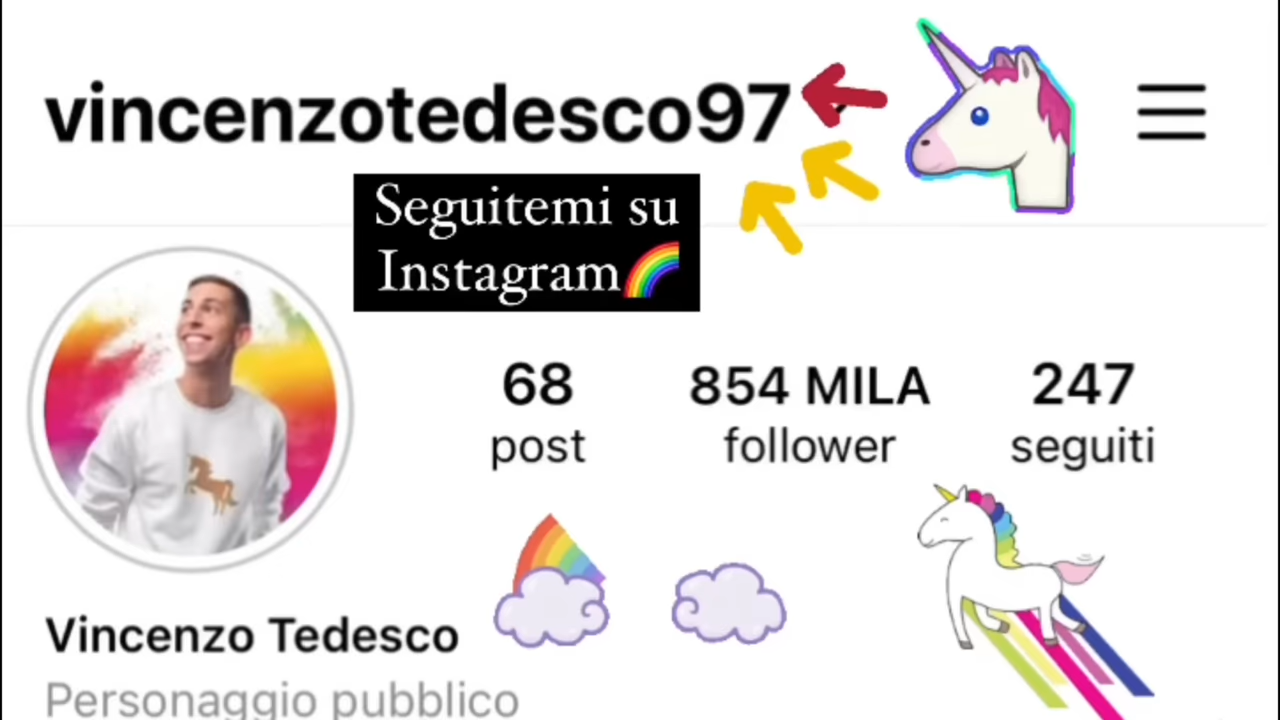 vincenzotedesco97
Seguitemi su
Instagram🌈
68
post
854 MILA
follower
247
seguiti
Vincenzo Tedesco
Personaggio pubblico